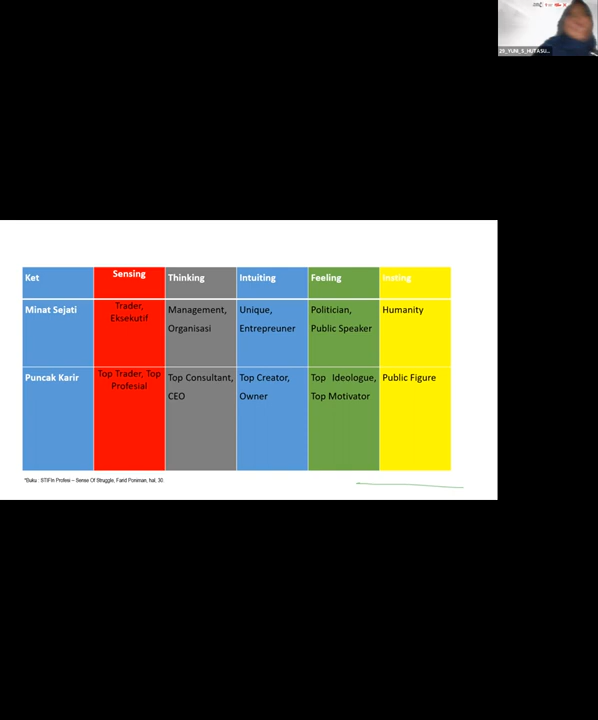 29_YUNI_S_HUTASU...
Ket
Sensing
Thinking
Intuiting
Feeling
Insting
Minat Sejati
Trader,
Eksekutif
Management,
Organisasi
Unique,
Entrepreuner
Politician,
Public Speaker
Humanity
Puncak Karir
Top Trader, Top
Profesial
Top Consultant,
CEO
Top Creator,
Owner
Top Ideologue,
Top Motivator
Public Figure
*Buku : STIFIn Profesi – Sense Of Struggle, Farid Poniman, hal, 30.